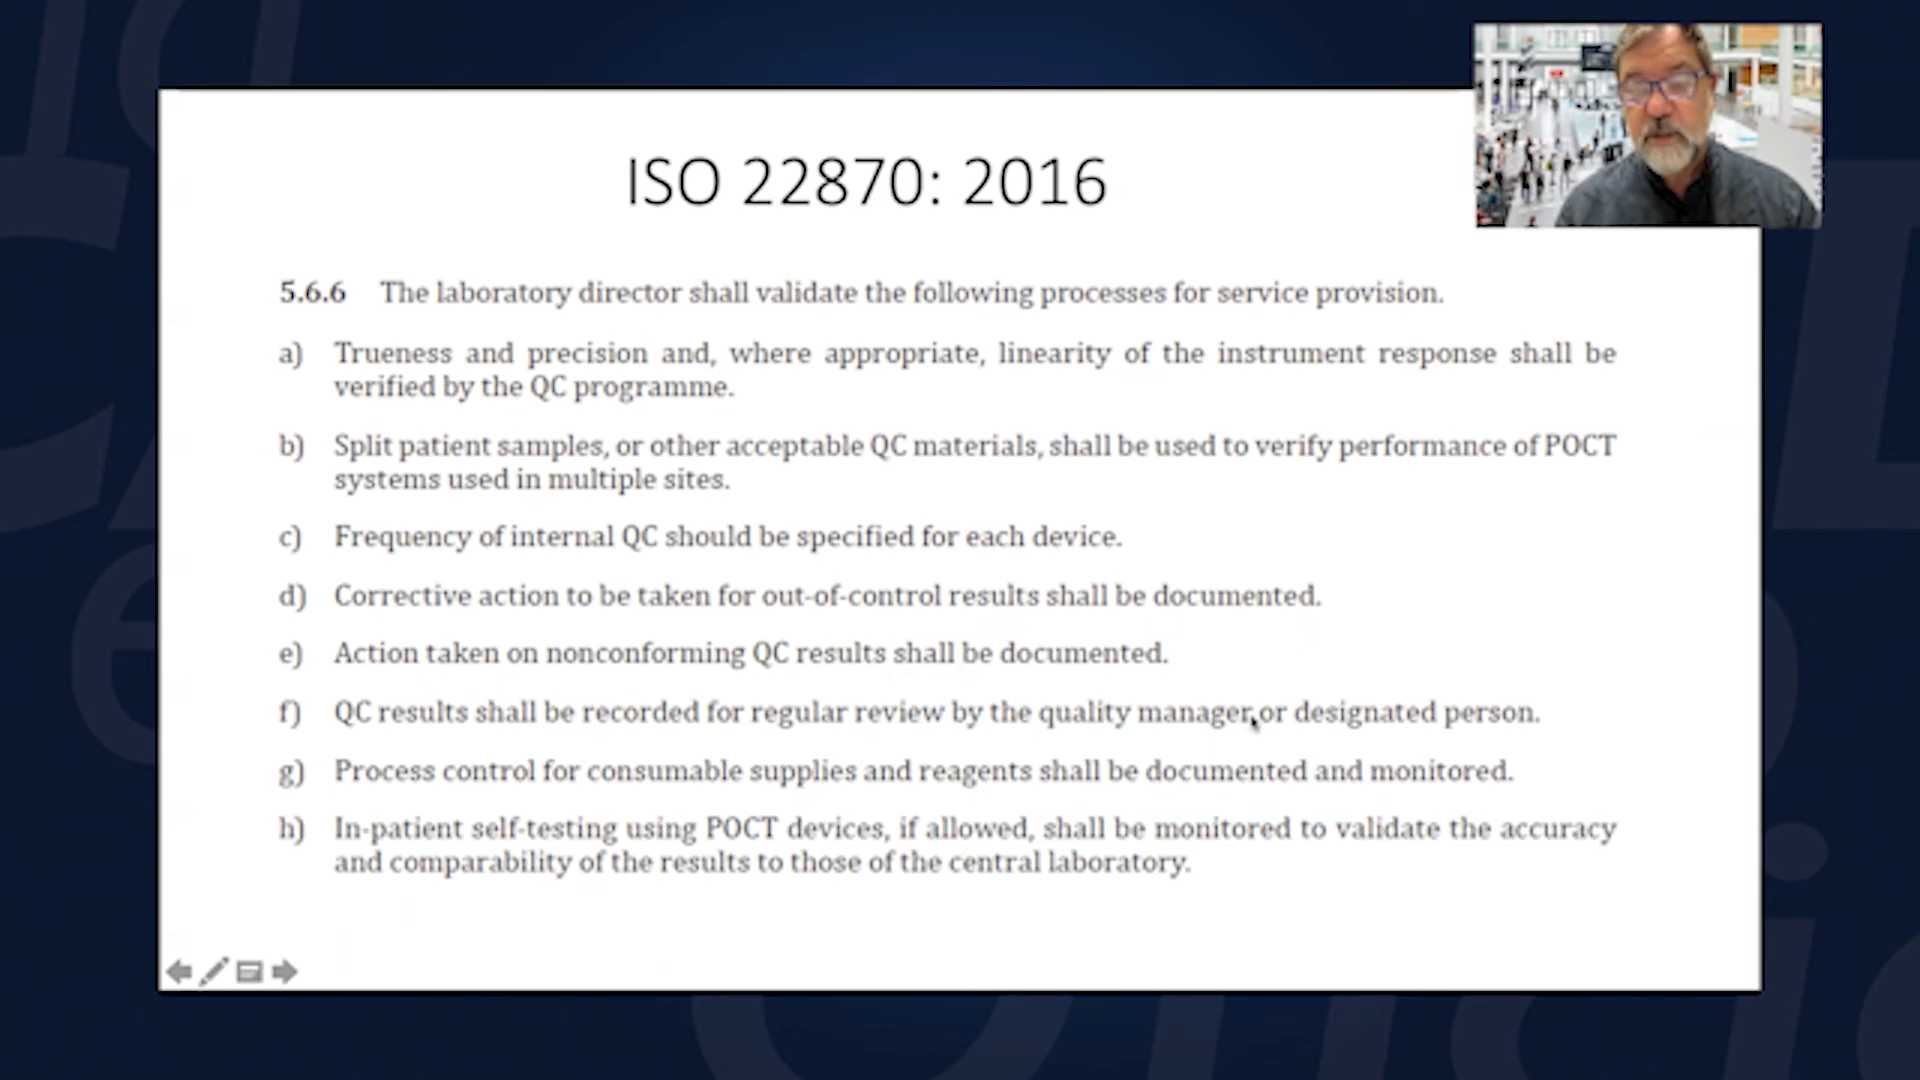 ISO 22870: 2016
5.6.6 The laboratory director shall validate the following processes for service provision.
a) Trueness and precision and, where appropriate, linearity of the instrument response shall be
verified by the QC programme.
b) Split patient samples, or other acceptable QC materials, shall be used to verify performance of POCT
systems used in multiple sites.
c) Frequency of internal QC should be specified for each device.
d) Corrective action to be taken for out-of-control results shall be documented.
e) Action taken on nonconforming QC results shall be documented.
f) QC results shall be recorded for regular review by the quality manager or designated person.
g) Process control for consumable supplies and reagents shall be documented and monitored.
h) In-patient self-testing using POCT devices, if allowed, shall be monitored to validate the accuracy
and comparability of the results to those of the central laboratory.